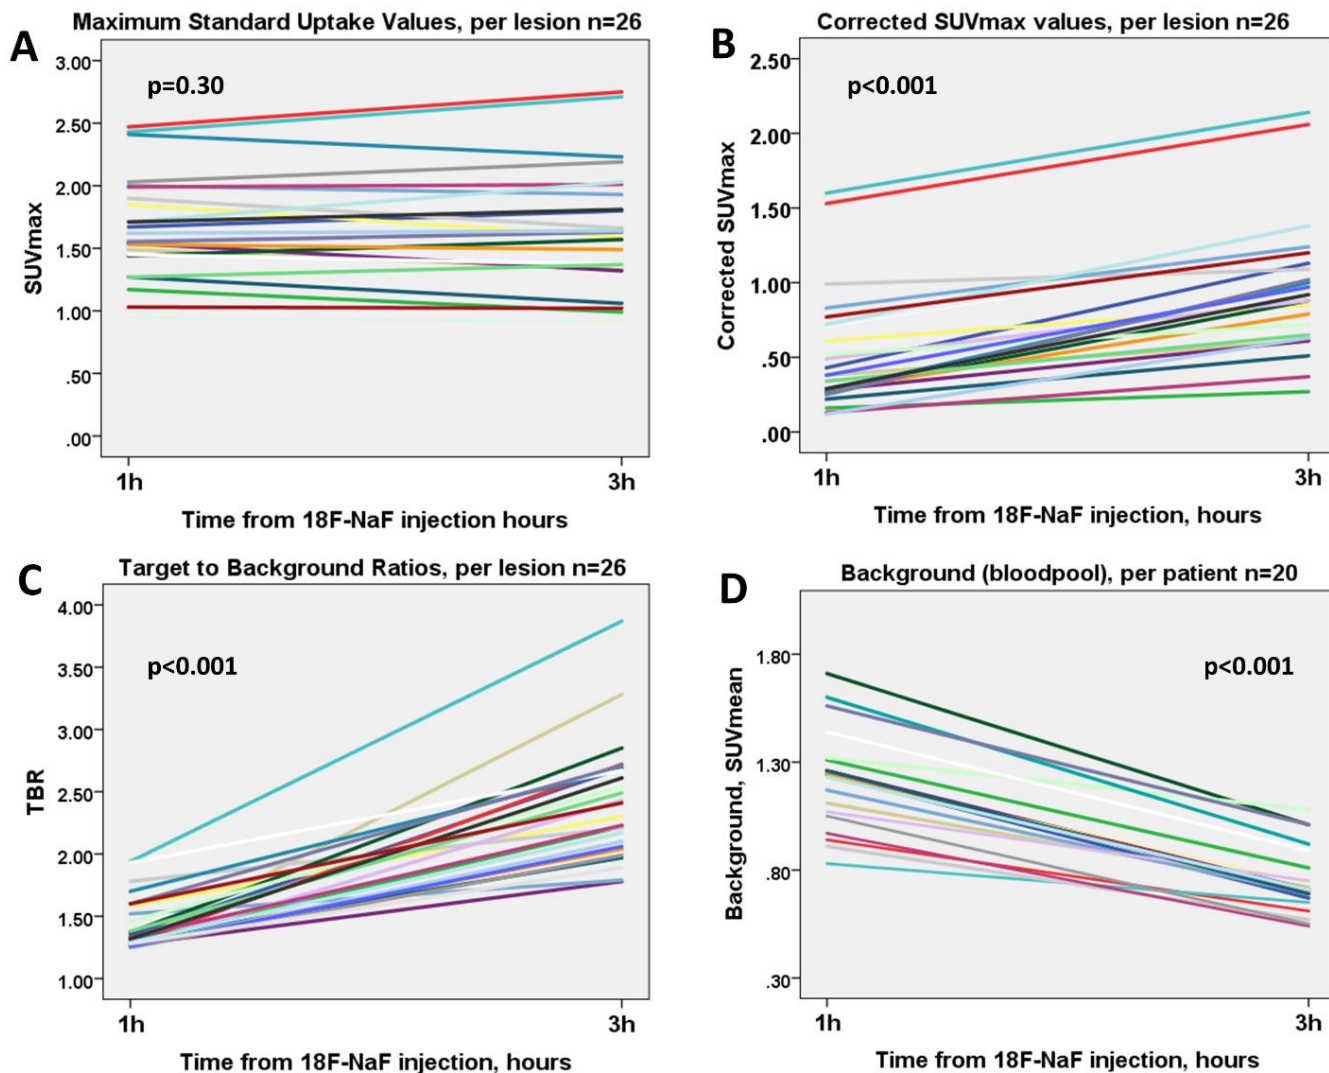 A
Maximum Standard Uptake Values, per lesion n=26
p=0.30
SUVmax
3.00
2.50
2.00
1.50
1.00
.50
.00
1h
3h
Time from 18F-NaF injection hours
B
Corrected SUVmax values, per lesion n=26
p<0.001
Corrected SUVmax
2.50
2.00
1.50
1.00
.50
.00
1h
3h
Time from 18F-NaF injection, hours
C
Target to Background Ratios, per lesion n=26
p<0.001
TBR
4.00
3.50
3.00
2.50
2.00
1.50
1.00
1h
3h
Time from 18F-NaF injection, hours
D
Background (bloodpool), per patient n=20
p<0.001
Background, SUVmean
1.80
1.30
.80
.30
1h
3h
Time from 18F-NaF injection, hours